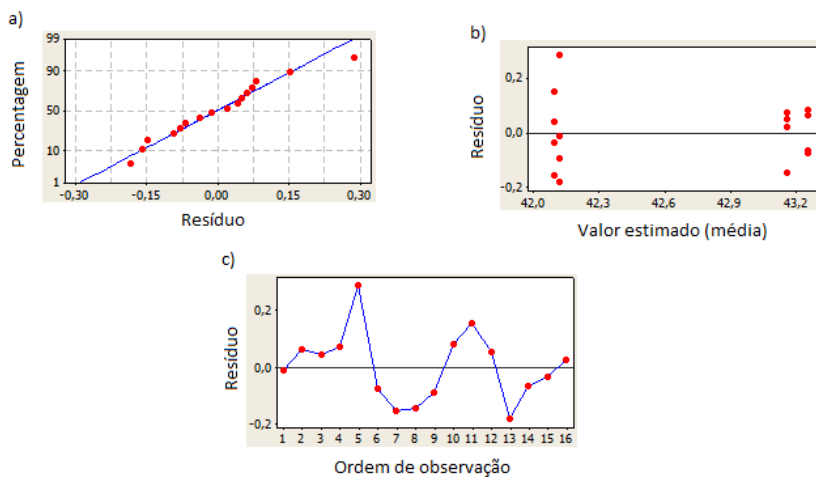 a)
Percentagem
99
90
50
10
1
-0,30 -0,15 0,00 0,15 0,30
Resíduo
b)
Resíduo
0,2
0,0
-0,2
42,0 42,3 42,6 42,9 43,2
Valor estimado (média)
c)
Resíduo
0,2
0,0
-0,2
1 2 3 4 5 6 7 8 9 10 11 12 13 14 15 16
Ordem de observação